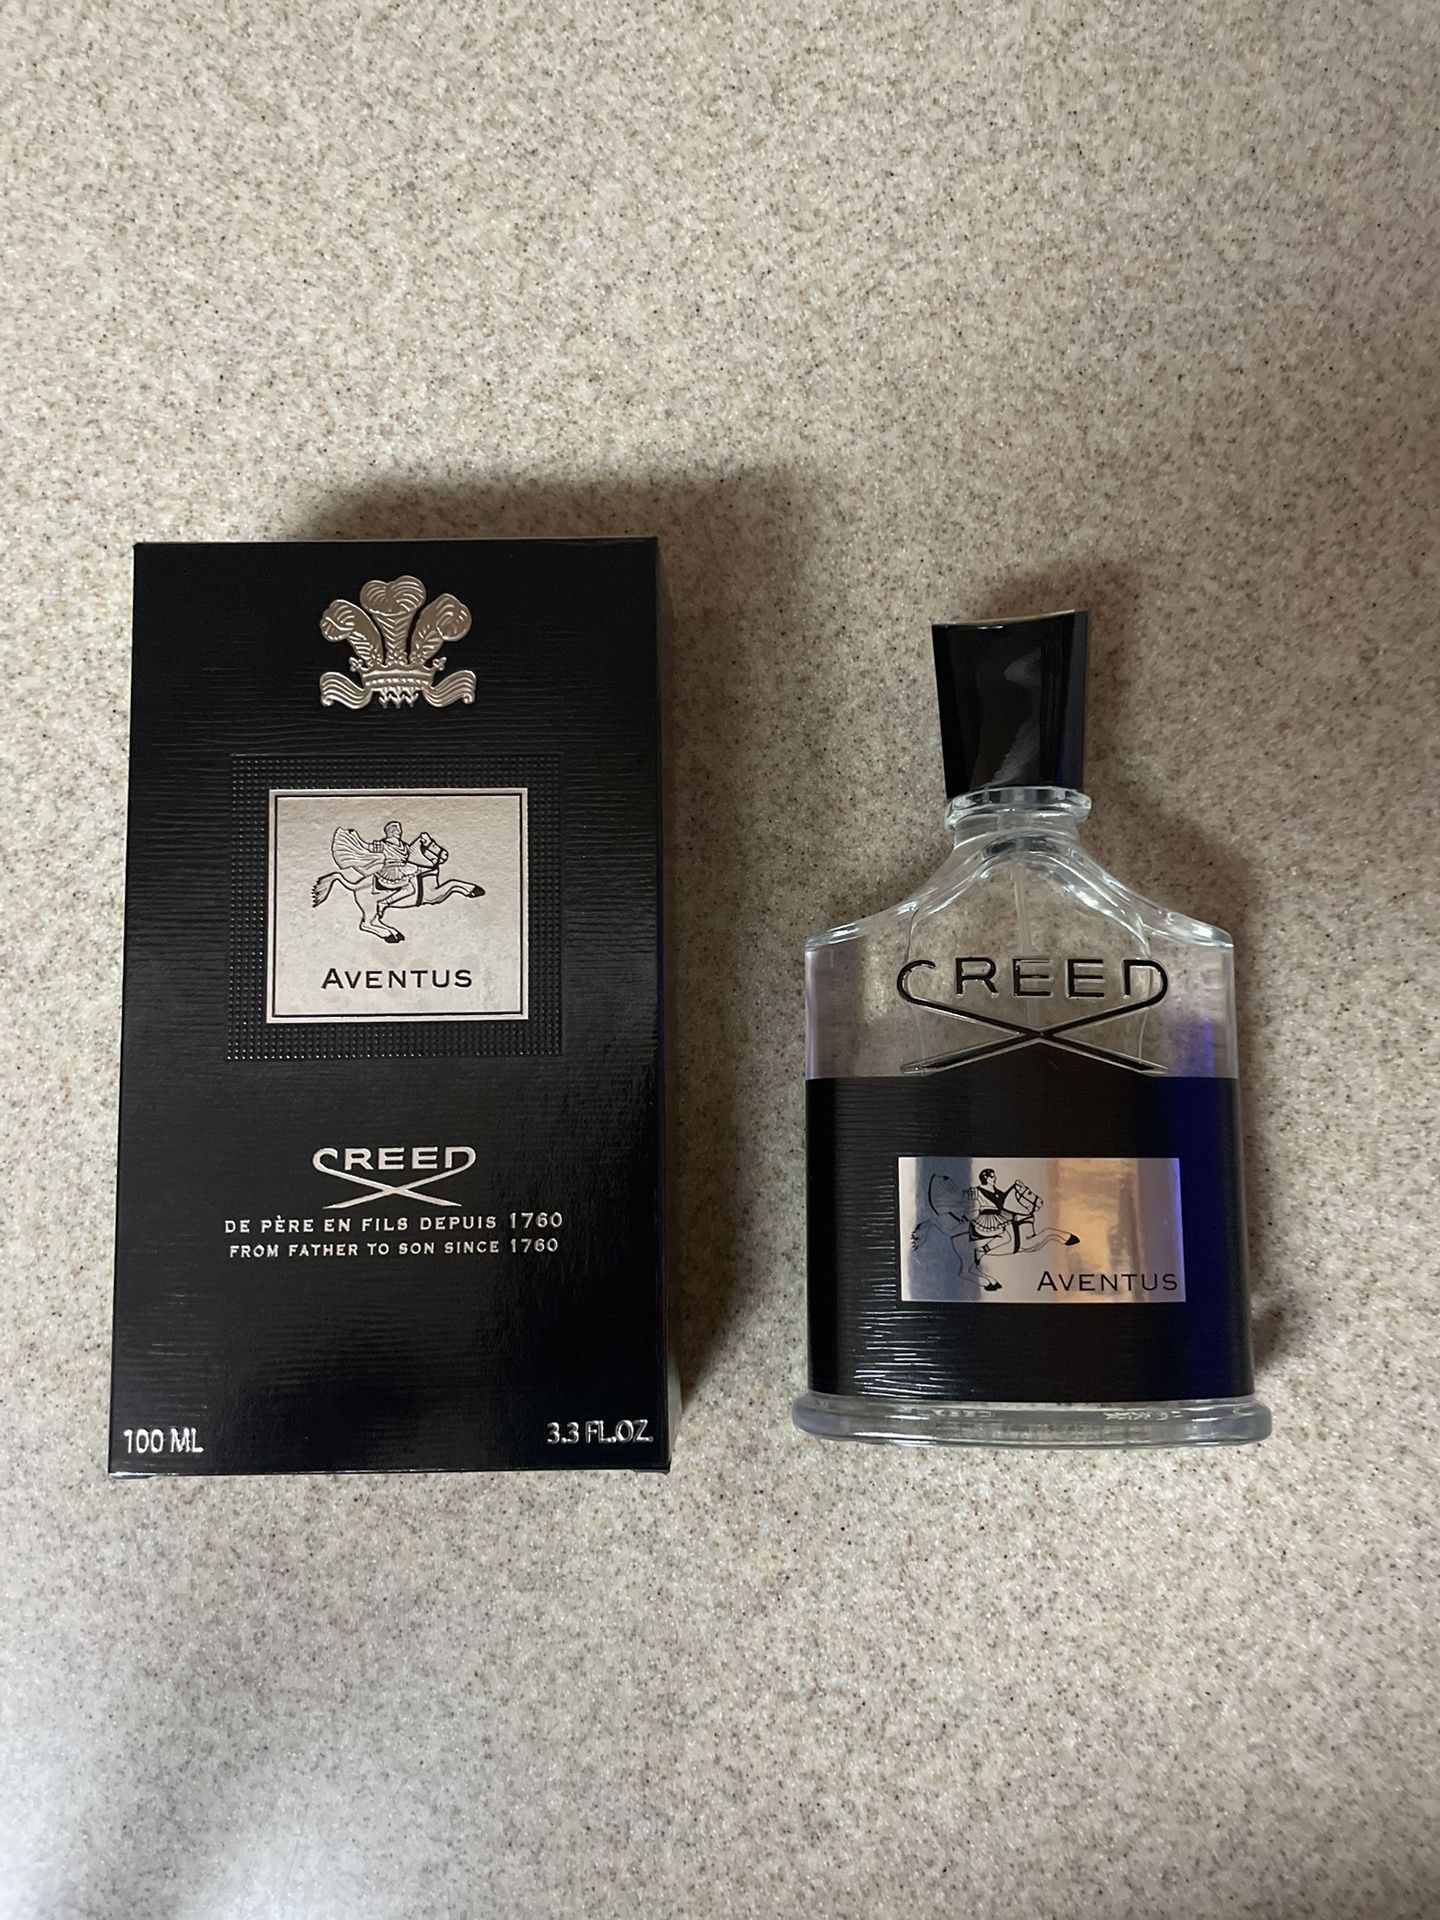 AVENTUS
CREED
DE PÈRE EN FILS DEPUIS 1760
FROM FATHER TO SON SINCE 1760
100 ML
3.3 FL.OZ.
CREED
AVENTUS